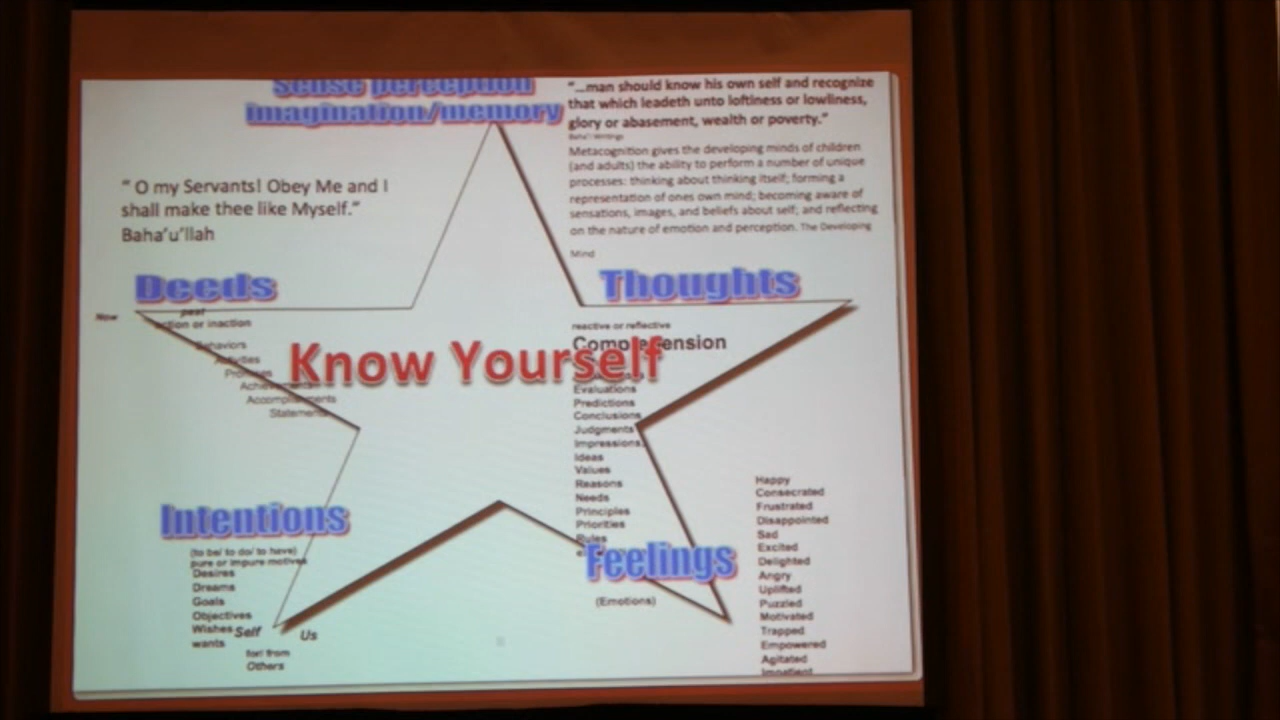 Sense perception
imagination/memory
"...man should know his own self and recognize
that which leadeth unto loftiness or lowliness,
glory or abasement, wealth or poverty."
Baha'i Writings
Metacognition gives the developing minds of children
(and adults) the ability to perform a number of unique
processes: thinking about thinking itself; forming a
representation of ones own mind; becoming aware of
sensations, images, and beliefs about self; and reflecting
on the nature of emotion and perception. The Developing
Mind
" O my Servants! Obey Me and I
shall make thee like Myself."
Baha'u'llah
Deeds
Now
past
action or inaction
Behaviors
Activities
Promises
Achievements
Accomplishments
Statements
Know Yourself
Thoughts
reactive or reflective
Comprehension
Evaluations
Predictions
Conclusions
Judgments
Impressions
Ideas
Values
Reasons
Needs
Principles
Priorities
Rules
Intentions
(to be/ to do/ to have)
pure or impure motives
Desires
Dreams
Goals
Objectives
Wishes
wants
Self
Us
for/ from
Others
Feelings
(Emotions)
Happy
Consecrated
Frustrated
Disappointed
Sad
Excited
Delighted
Angry
Uplifted
Puzzled
Motivated
Trapped
Empowered
Agitated
Impatient